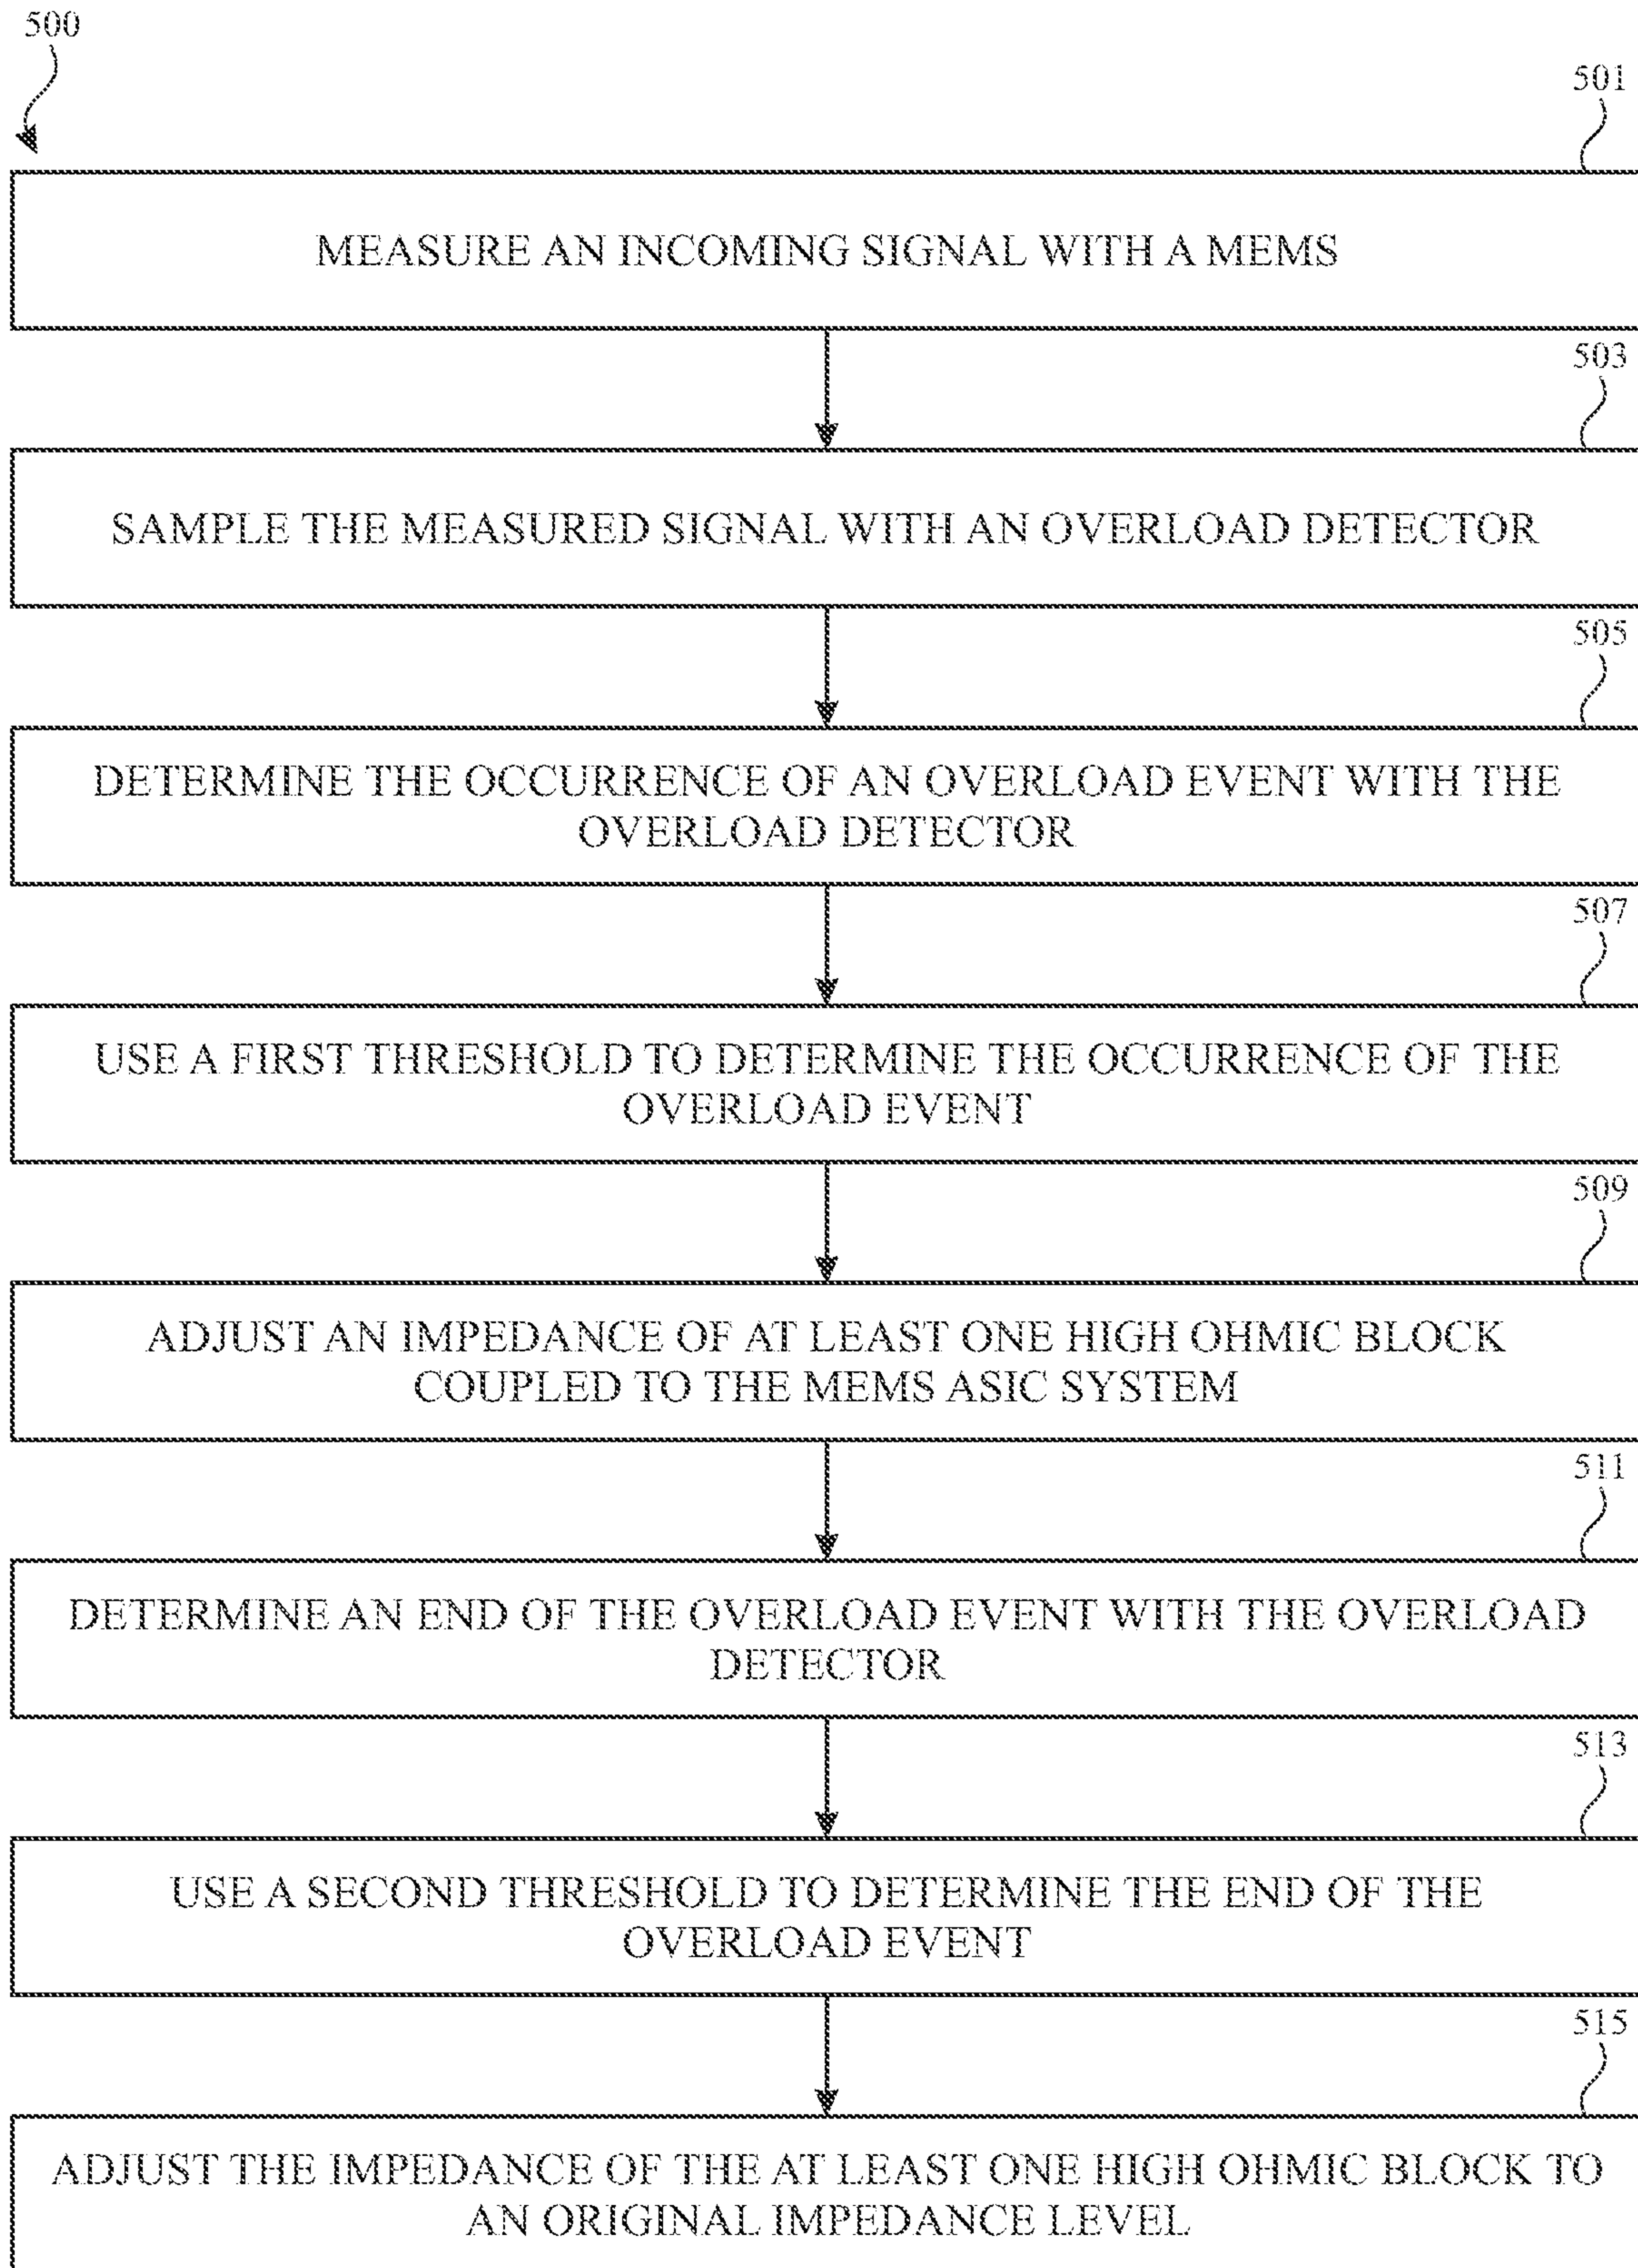 500
501
MEASURE AN INCOMING SIGNAL WITH A MEMS
503
SAMPLE THE MEASURED SIGNAL WITH AN OVERLOAD DETECTOR
505
DETERMINE THE OCCURRENCE OF AN OVERLOAD EVENT WITH THE
OVERLOAD DETECTOR
507
USE A FIRST THRESHOLD TO DETERMINE THE OCCURRENCE OF THE
OVERLOAD EVENT
509
ADJUST AN IMPEDANCE OF AT LEAST ONE HIGH OHMIC BLOCK
COUPLED TO THE MEMS ASIC SYSTEM
511
DETERMINE AN END OF THE OVERLOAD EVENT WITH THE OVERLOAD
DETECTOR
513
USE A SECOND THRESHOLD TO DETERMINE THE END OF THE
OVERLOAD EVENT
515
ADJUST THE IMPEDANCE OF THE AT LEAST ONE HIGH OHMIC BLOCK TO
AN ORIGINAL IMPEDANCE LEVEL